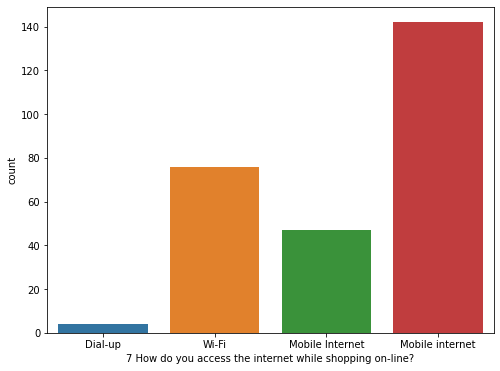 140
120
100
80
60
40
20
0
count
Dial-up Wi-Fi Mobile Internet Mobile internet
7 How do you access the internet while shopping on-line?